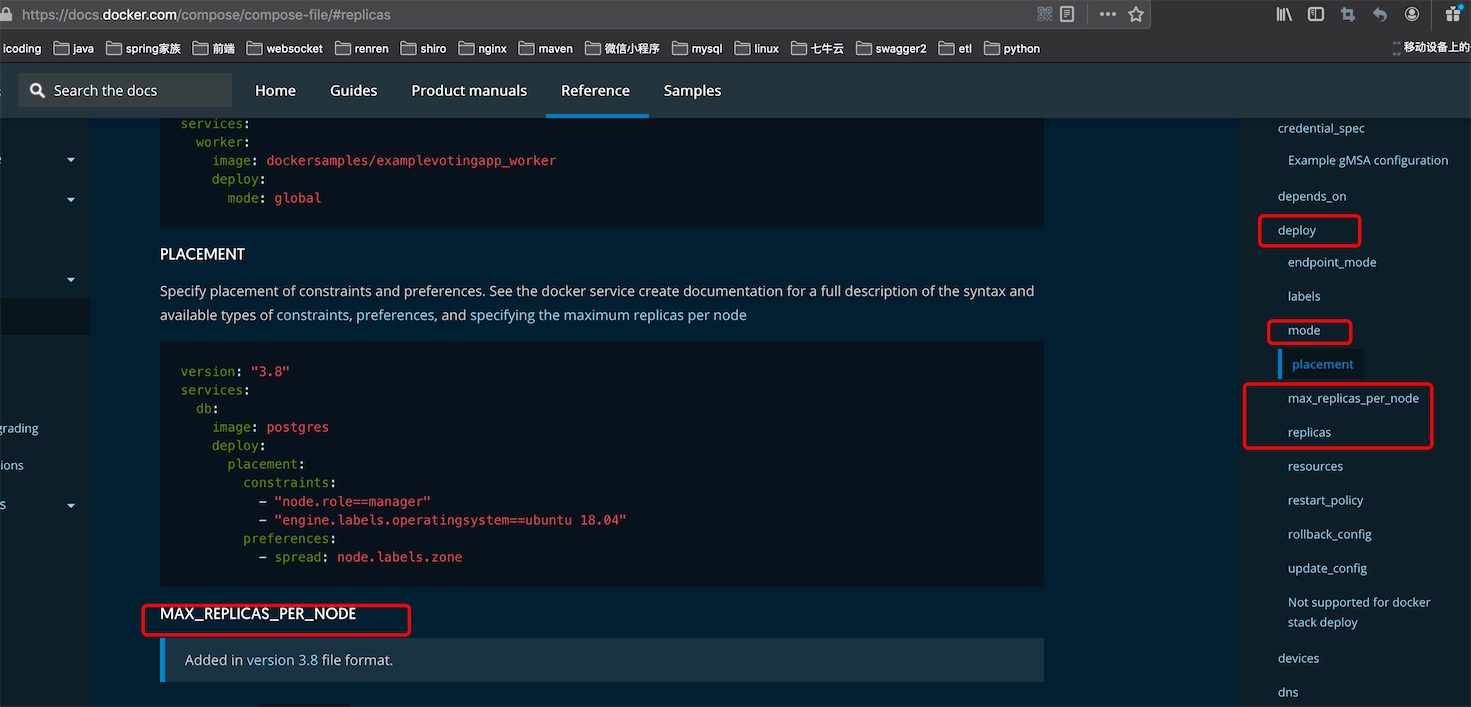 https://docs.docker.com/compose/compose-file/#replicas
icoding java spring家族 前端 websocket renren shiro nginx maven 微信小程序 mysql linux 七牛云 swagger2 etl python 移动设备上的
Search the docs Home Guides Product manuals Reference Samples
services:
worker:
image: dockersamples/examplevotingapp_worker
deploy:
mode: global
PLACEMENT
Specify placement of constraints and preferences. See the docker service create documentation for a full description of the syntax and
available types of constraints, preferences, and specifying the maximum replicas per node
version: "3.8"
services:
db:
image: postgres
deploy:
placement:
constraints:
- "node.role==manager"
- "engine.labels.operatingsystem==ubuntu 18.04"
preferences:
- spread: node.labels.zone
MAX_REPLICAS_PER_NODE
Added in version 3.8 file format.
grading
ions
s
credential_spec
Example gMSA configuration
depends_on
deploy
endpoint_mode
labels
mode
placement
max_replicas_per_node
replicas
resources
restart_policy
rollback_config
update_config
Not supported for docker
stack deploy
devices
dns